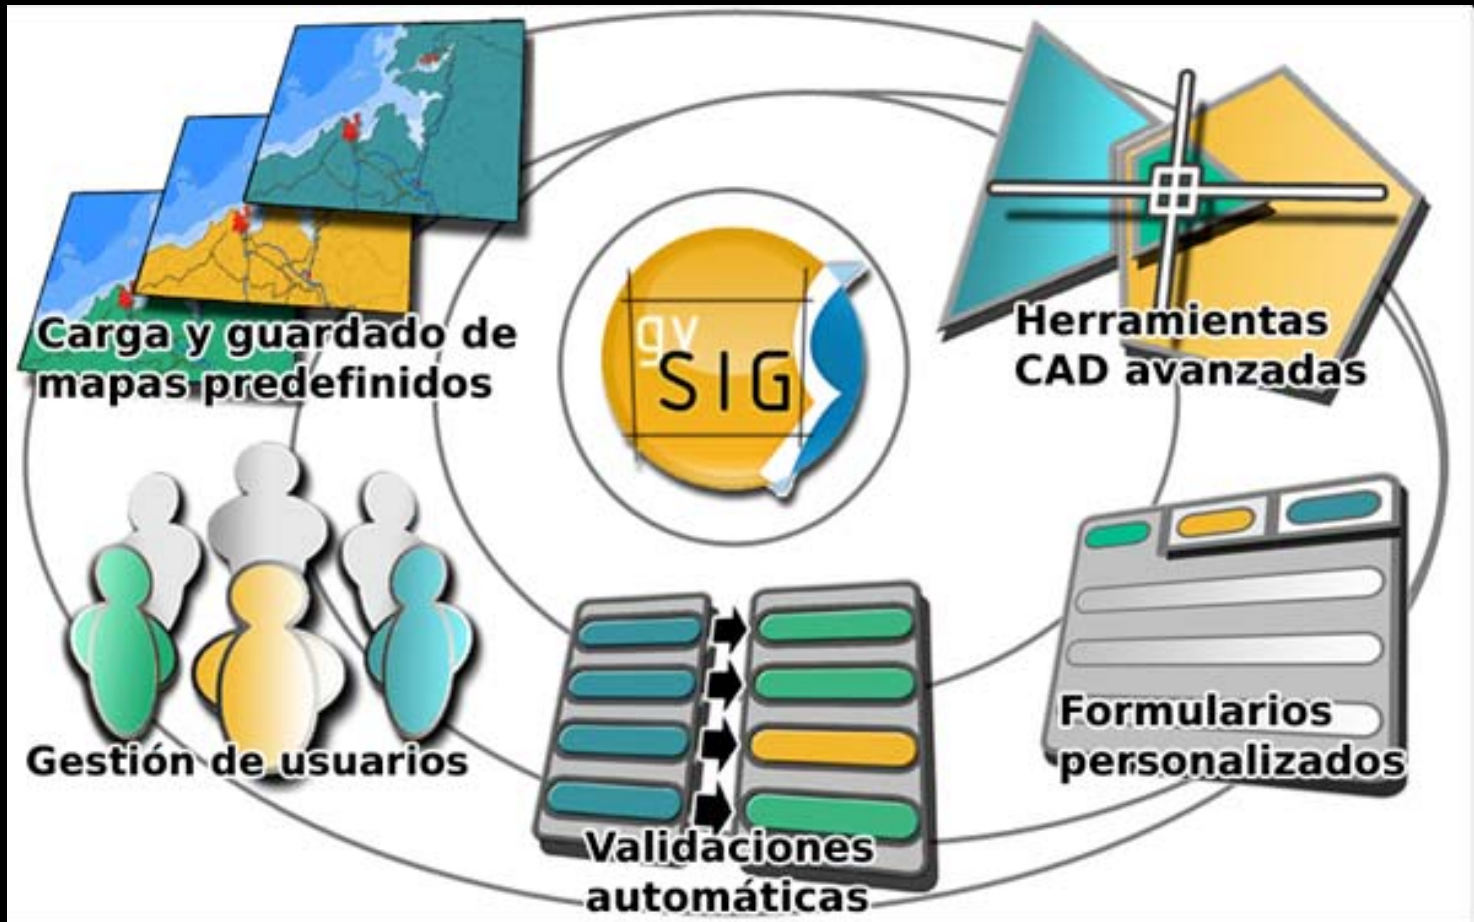 Carga y guardado de
mapas predefinidos
Herramientas
CAD avanzadas
gv
SIG
Gestión de usuarios
Formularios
personalizados
Validaciones
automáticas